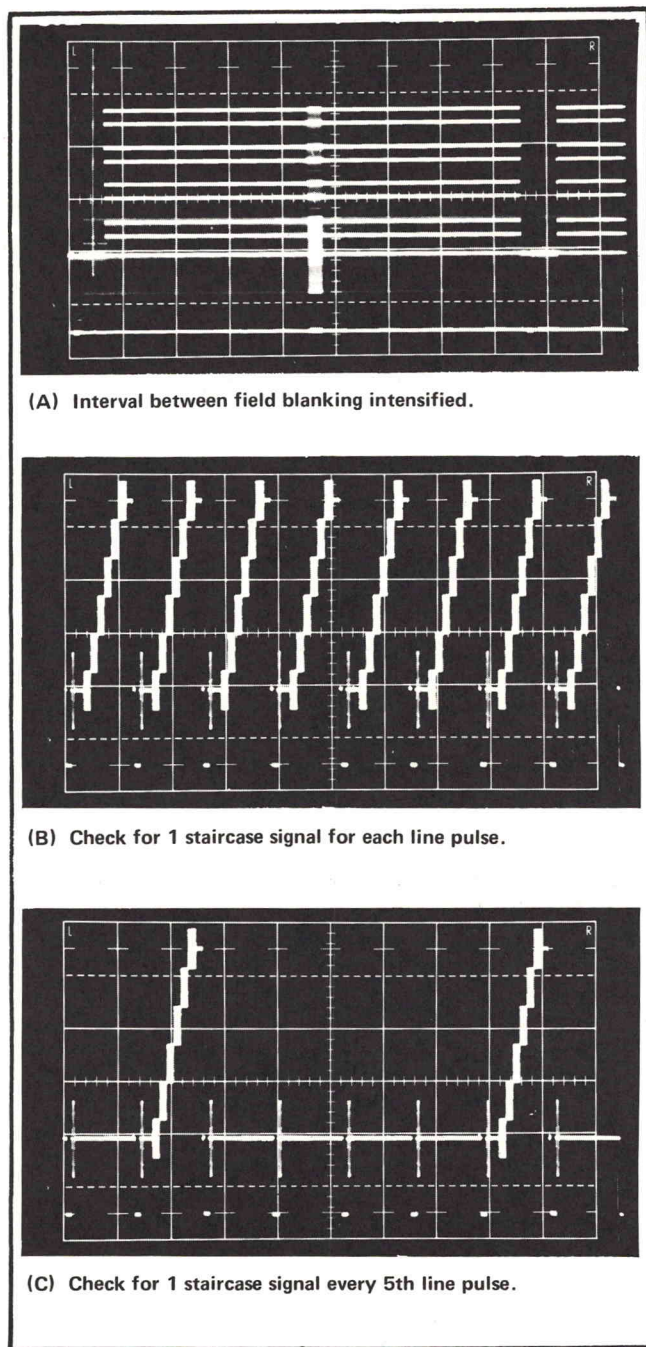 L R
(A) Interval between field blanking intensified.
L R
(B) Check for 1 staircase signal for each line pulse.
L R
(C) Check for 1 staircase signal every 5th line pulse.